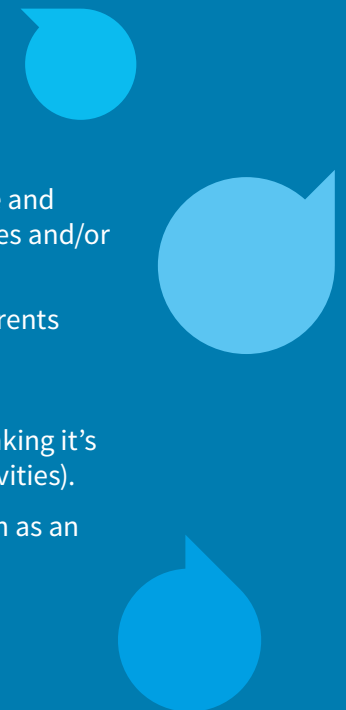 and
es and/or
rents
king it’s
vities).
as an